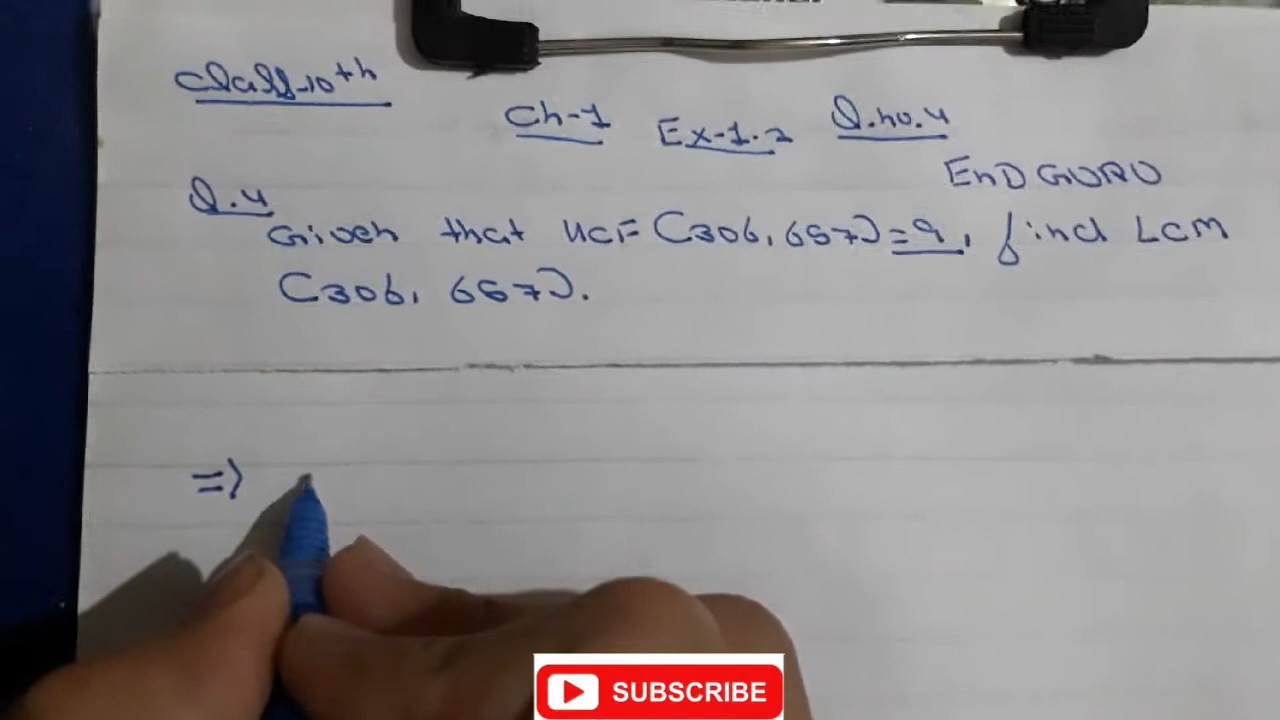 Class-10th
Ch-1 Ex-1.2 Q.no.4
EnD GURU
Q.4
Given that HCF (306, 657) = 9, find LCM
(306, 657).
=>
SUBSCRIBE